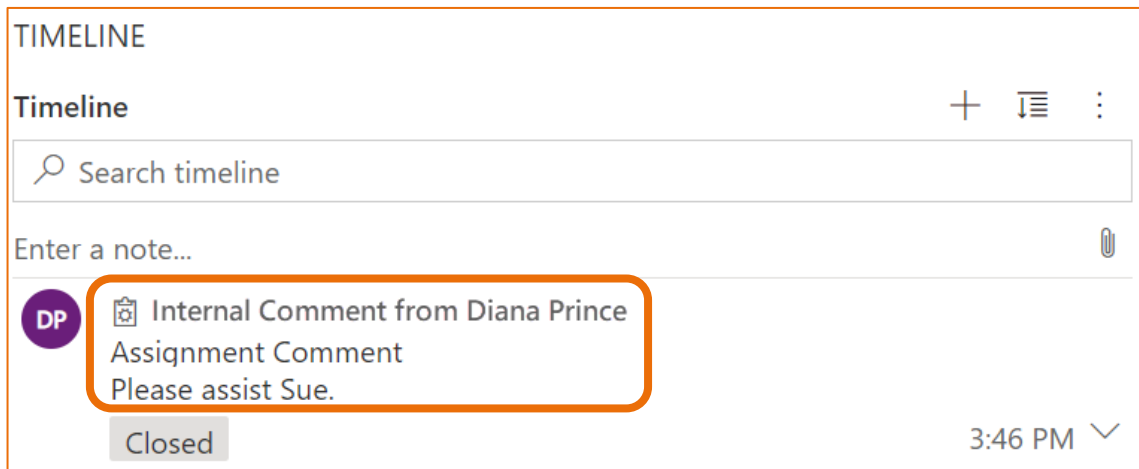 TIMELINE
Timeline
Search timeline
Enter a note...
DP
Internal Comment from Diana Prince
Assignment Comment
Please assist Sue.
Closed
3:46 PM